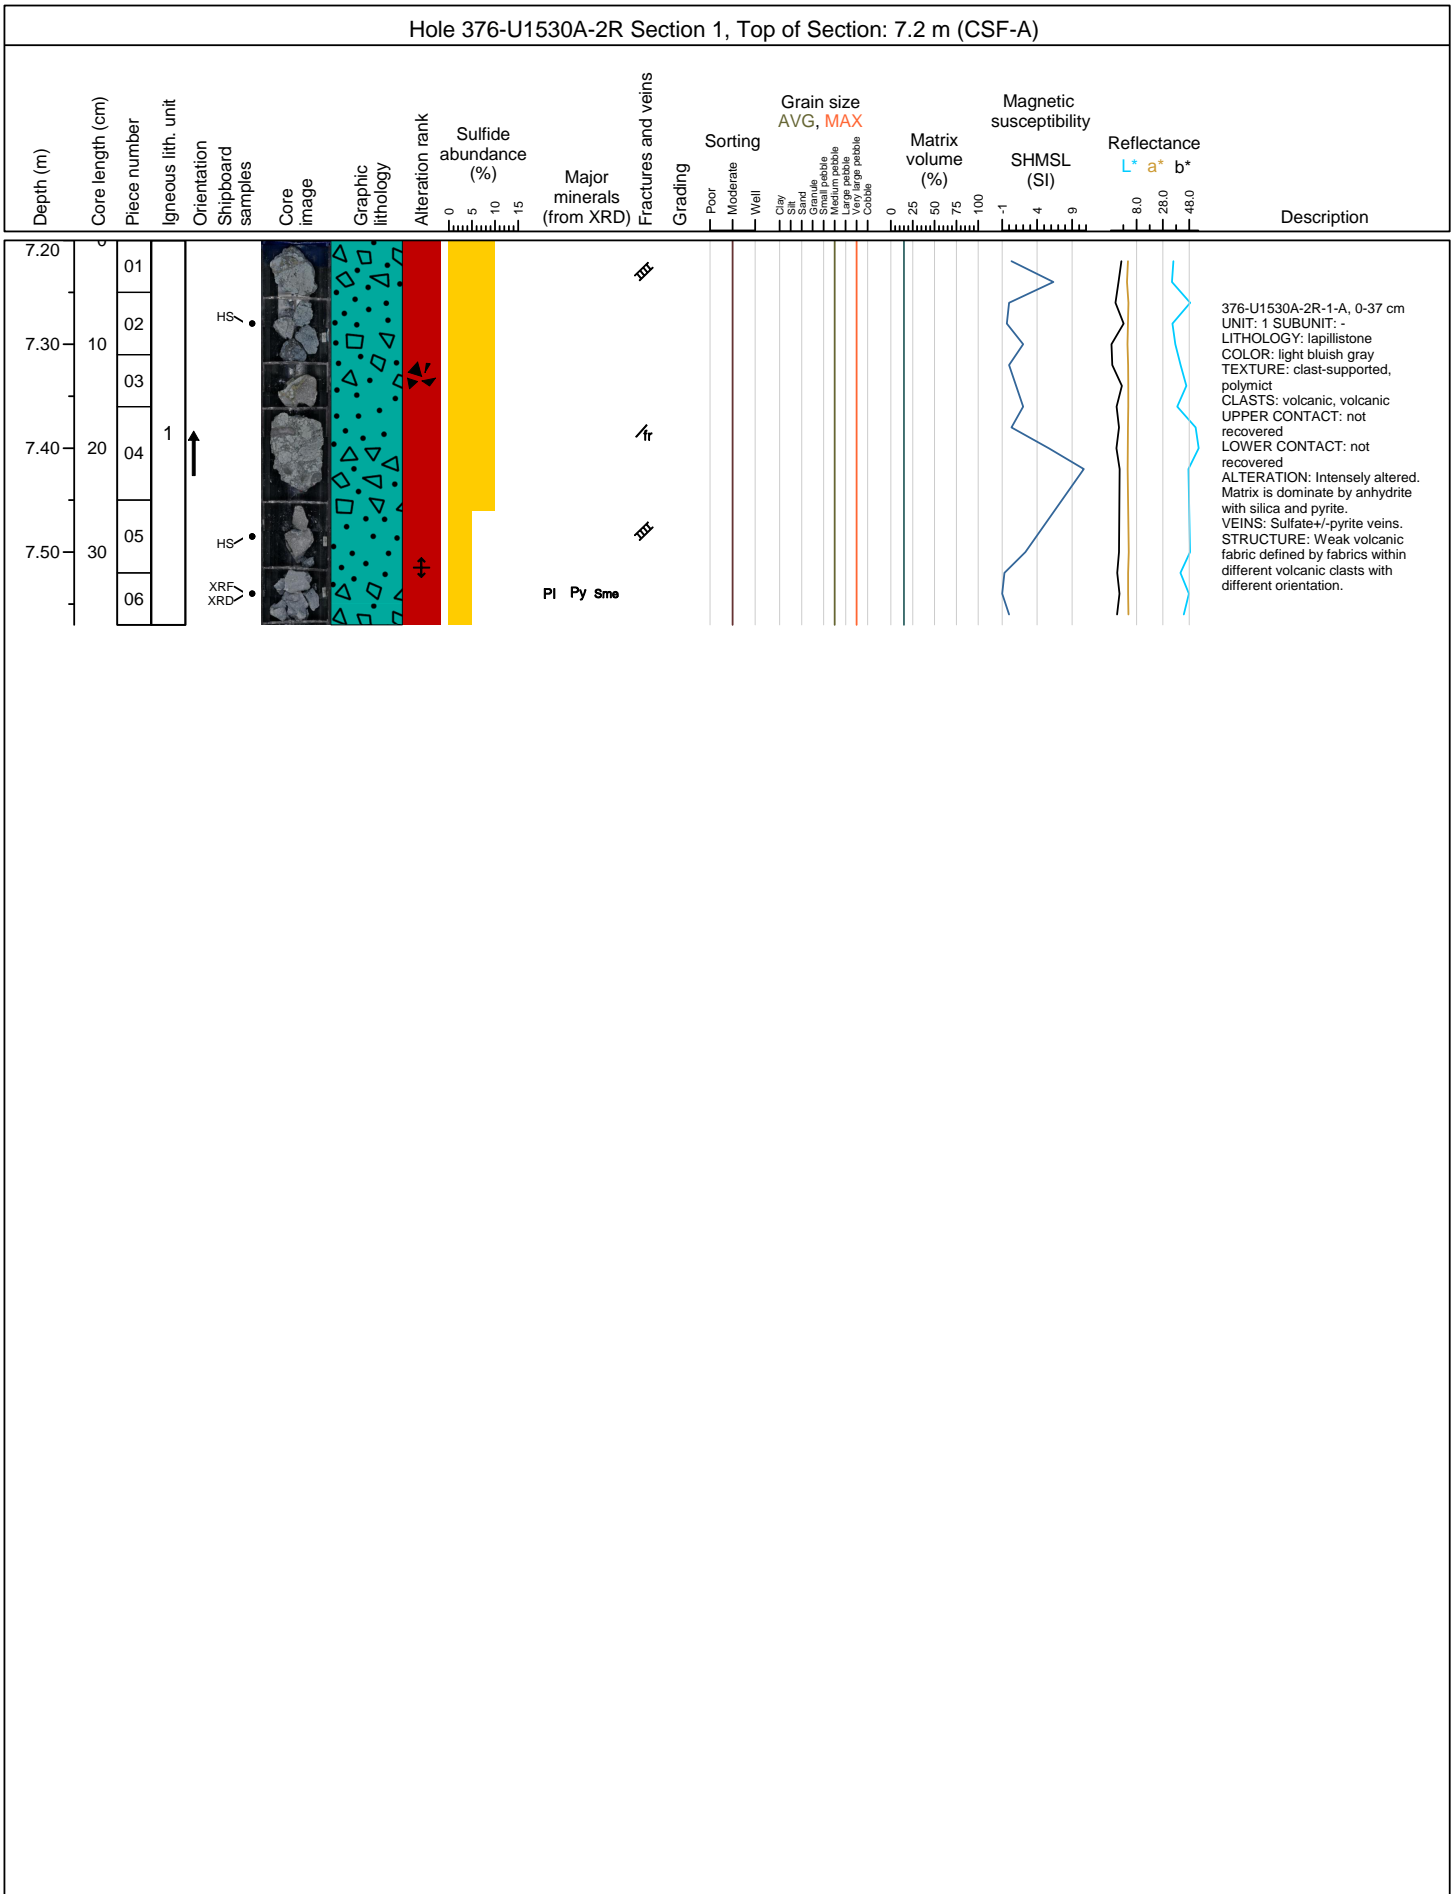 Hole 376-U1530A-2R Section 1, Top of Section: 7.2 m (CSF-A)
Depth (m)
Core length (cm)
Piece number
Igneous lith. unit
Orientation
Shipboard
samples
Core
image
Graphic
lithology
Alteration rank
Sulfide
abundance
(%)
0 5 10 15
Major
minerals
(from XRD)
Fractures and veins
Grading
Sorting
Poor
Moderate
Well
Grain size
AVG, MAX
Clay
Silt
Sand
Granule
Small pebble
Medium pebble
Large pebble
Very large pebble
Cobble
Matrix
volume
(%)
0 25 50 75 100
Magnetic
susceptibility
SHMSL
(SI)
-1 4 9
Reflectance
L* a* b*
8.0 28.0 48.0
Description
7.20
7.30
7.40
7.50
0
10
20
30
01
02
03
04
05
06
1
HS
HS
XRF
XRD
Pl Py Sme
fr
376-U1530A-2R-1-A, 0-37 cm
UNIT: 1 SUBUNIT: -
LITHOLOGY: lapillistone
COLOR: light bluish gray
TEXTURE: clast-supported,
polymict
CLASTS: volcanic, volcanic
UPPER CONTACT: not
recovered
LOWER CONTACT: not
recovered
ALTERATION: Intensely altered.
Matrix is dominate by anhydrite
with silica and pyrite.
VEINS: Sulfate+/-pyrite veins.
STRUCTURE: Weak volcanic
fabric defined by fabrics within
different volcanic clasts with
different orientation.